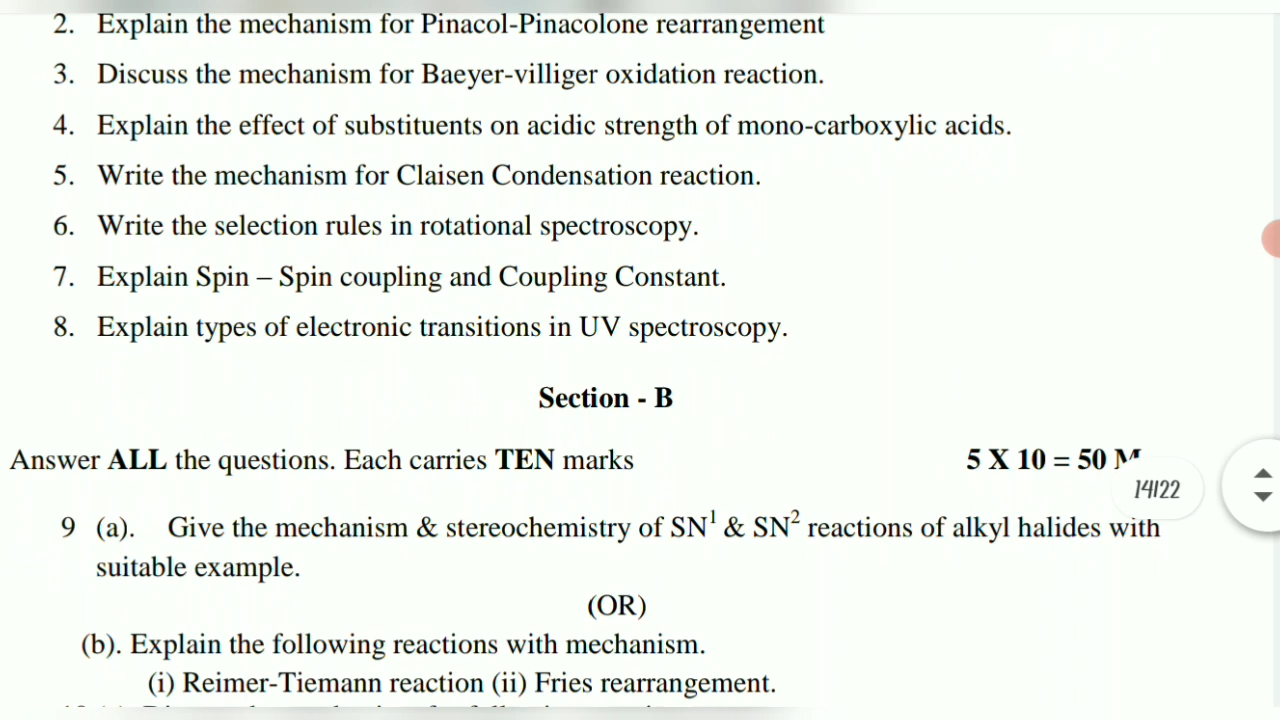 2. Explain the mechanism for Pinacol-Pinacolone rearrangement
3. Discuss the mechanism for Baeyer-villiger oxidation reaction.
4. Explain the effect of substituents on acidic strength of mono-carboxylic acids.
5. Write the mechanism for Claisen Condensation reaction.
6. Write the selection rules in rotational spectroscopy.
7. Explain Spin – Spin coupling and Coupling Constant.
8. Explain types of electronic transitions in UV spectroscopy.
Section - B
Answer ALL the questions. Each carries TEN marks 5 X 10 = 50 M
14/22
9 (a). Give the mechanism & stereochemistry of SN¹ & SN² reactions of alkyl halides with
suitable example.
(OR)
(b). Explain the following reactions with mechanism.
(i) Reimer-Tiemann reaction (ii) Fries rearrangement.